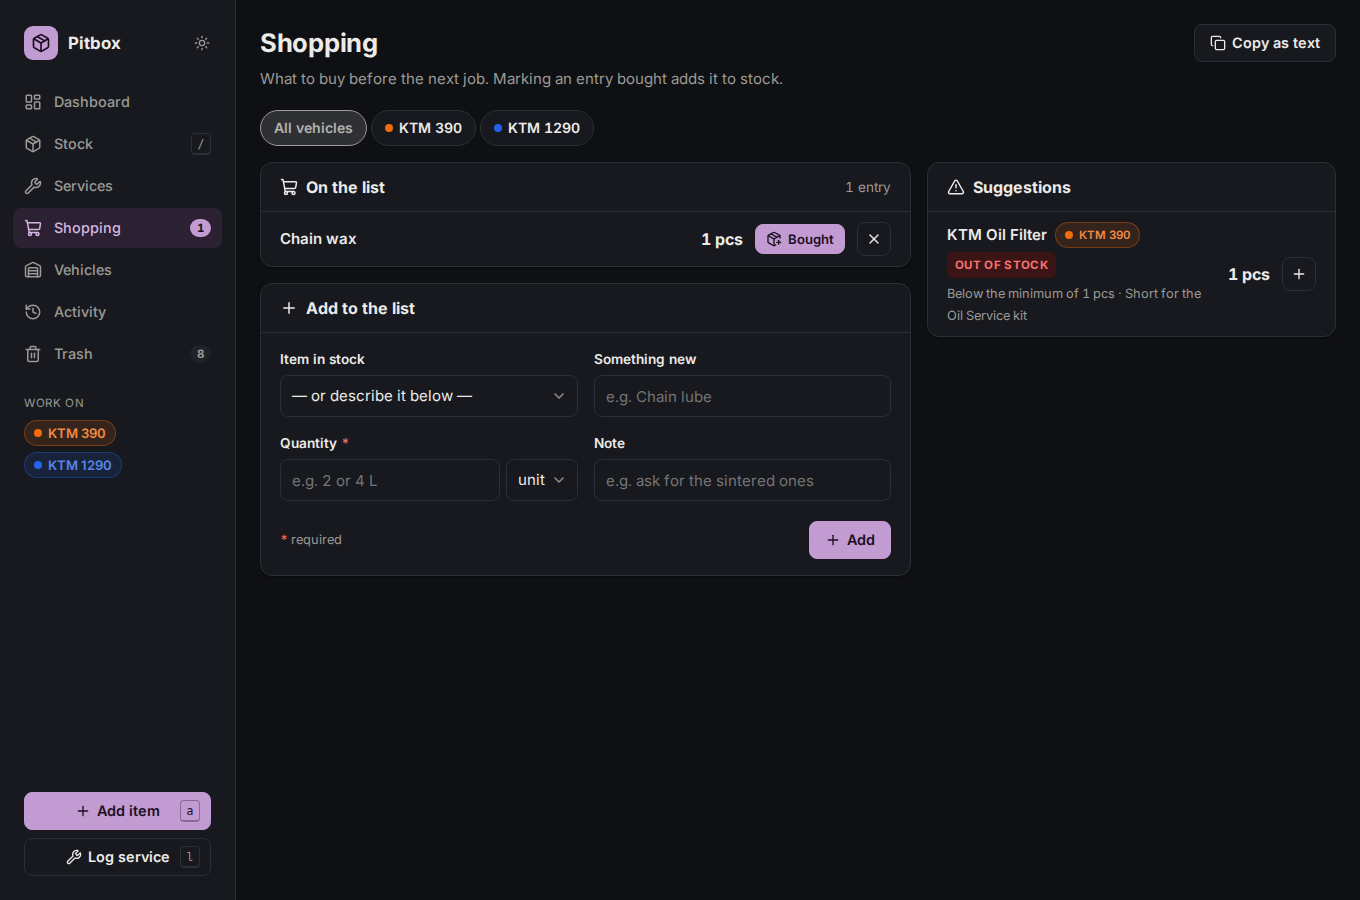 Pitbox
Dashboard
Stock /
Services
Shopping 1
Vehicles
Activity
Trash 8
WORK ON
KTM 390
KTM 1290
Add item a
Log service l
Shopping
Copy as text
What to buy before the next job. Marking an entry bought adds it to stock.
All vehicles KTM 390 KTM 1290
On the list 1 entry
Chain wax 1 pcs Bought
Add to the list
Item in stock Something new
— or describe it below — e.g. Chain lube
Quantity * Note
e.g. 2 or 4 L unit e.g. ask for the sintered ones
* required Add
Suggestions
KTM Oil Filter KTM 390
OUT OF STOCK
1 pcs
Below the minimum of 1 pcs · Short for the
Oil Service kit